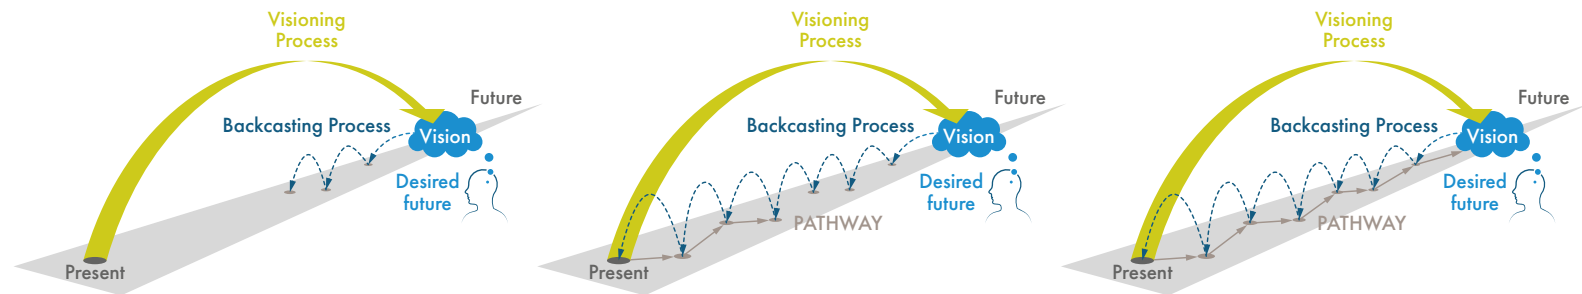 Visioning
Process
Future
Backcasting Process
Vision
Desired
future
Present
Visioning
Process
Future
Backcasting Process
Vision
Desired
future
PATHWAY
Present
Visioning
Process
Future
Backcasting Process
Vision
Desired
future
PATHWAY
Present